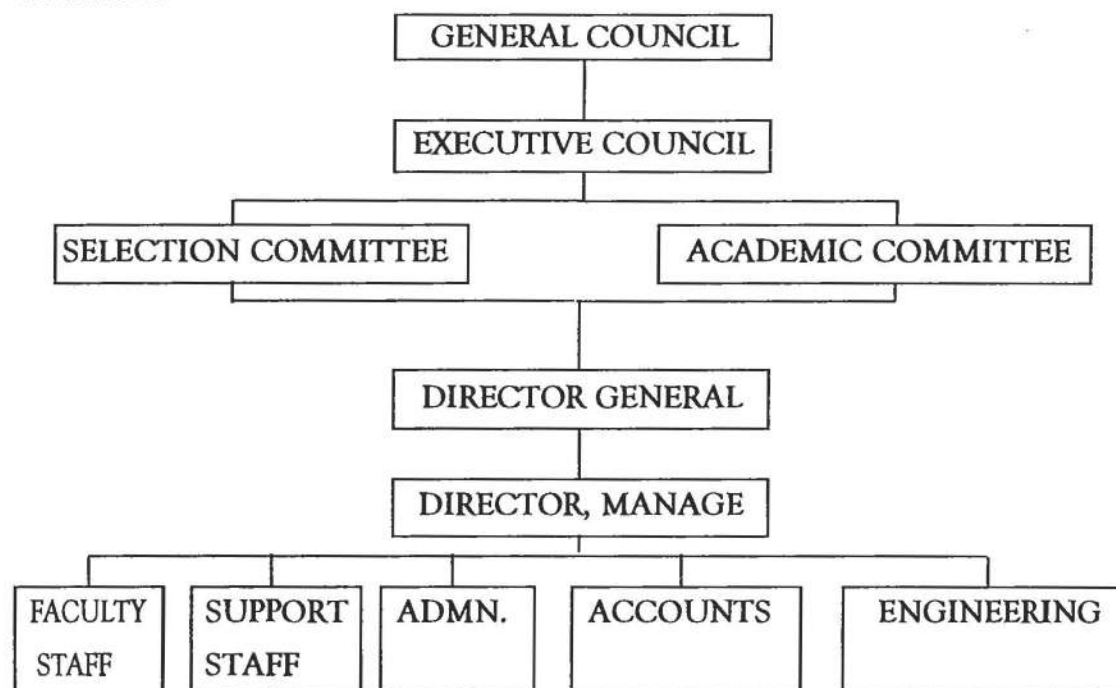 GENERAL COUNCIL
EXECUTIVE COUNCIL
SELECTION COMMITTEE
ACADEMIC COMMITTEE
DIRECTOR GENERAL
DIRECTOR, MANAGE
FACULTY
STAFF
SUPPORT
STAFF
ADMN.
ACCOUNTS
ENGINEERING